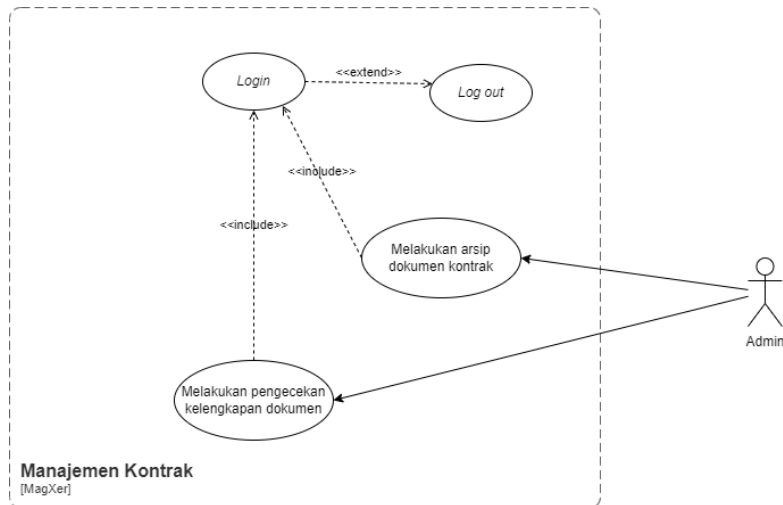 Login
<<extend>>
Log out
<<include>>
<<include>>
Melakukan arsip
dokumen kontrak
Admin
Melakukan pengecekan
kelengkapan dokumen
Manajemen Kontrak
[MagXer]